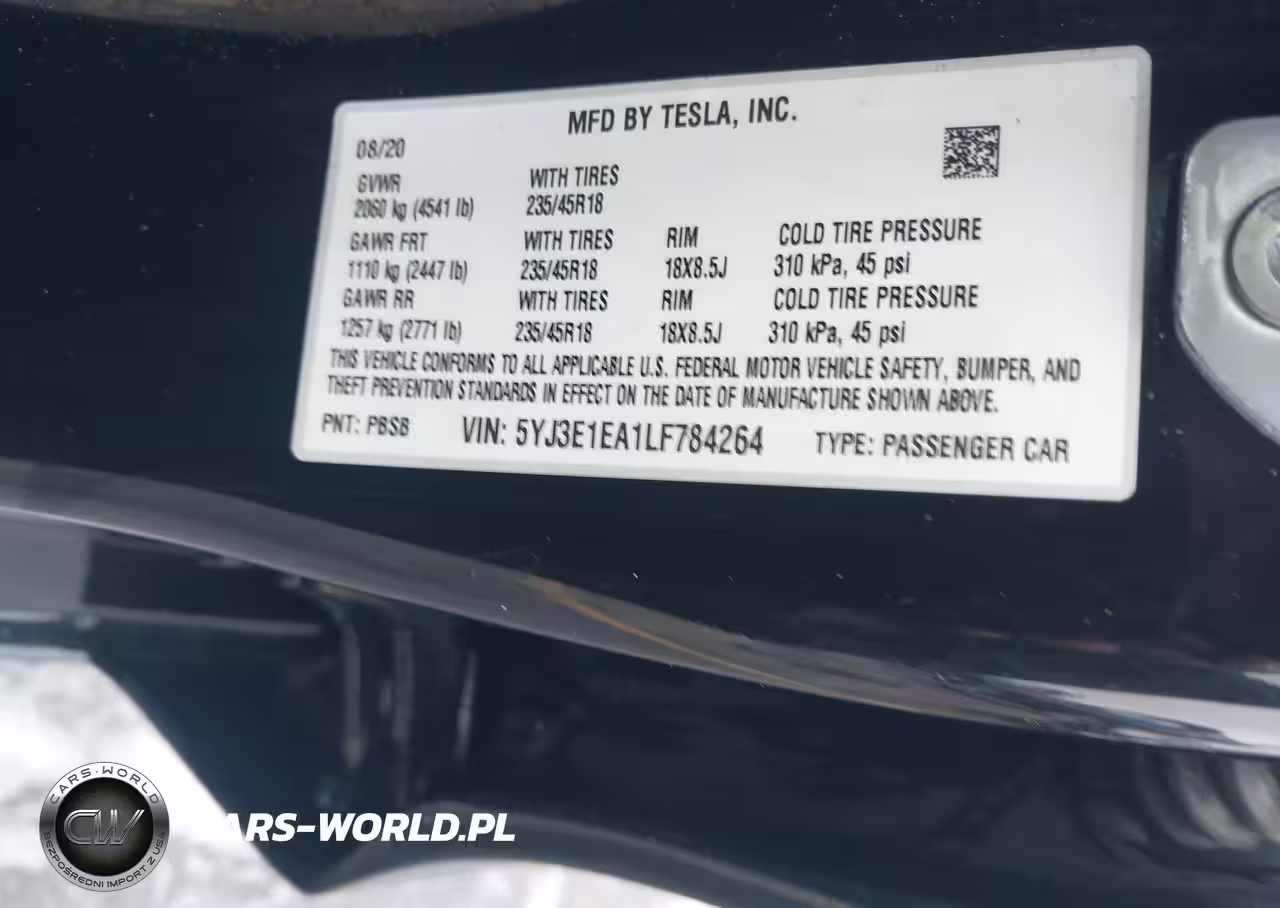 MFD BY TESLA, INC.
08/20
GVWR WITH TIRES
2060 kg (4541 lb) 235/45R18
GAWR FRT WITH TIRES RIM COLD TIRE PRESSURE
1110 kg (2447 lb) 235/45R18 18X8.5J 310 kPa, 45 psi
GAWR RR WITH TIRES RIM COLD TIRE PRESSURE
1257 kg (2771 lb) 235/45R18 18X8.5J 310 kPa, 45 psi
THIS VEHICLE CONFORMS TO ALL APPLICABLE U.S. FEDERAL MOTOR VEHICLE SAFETY, BUMPER, AND
THEFT PREVENTION STANDARDS IN EFFECT ON THE DATE OF MANUFACTURE SHOWN ABOVE.
PNT: PBSB VIN: 5YJ3E1EA1LF784264 TYPE: PASSENGER CAR
CARS-WORLD
CW
BEZPOŚREDNI IMPORT Z USA
CARS-WORLD.PL